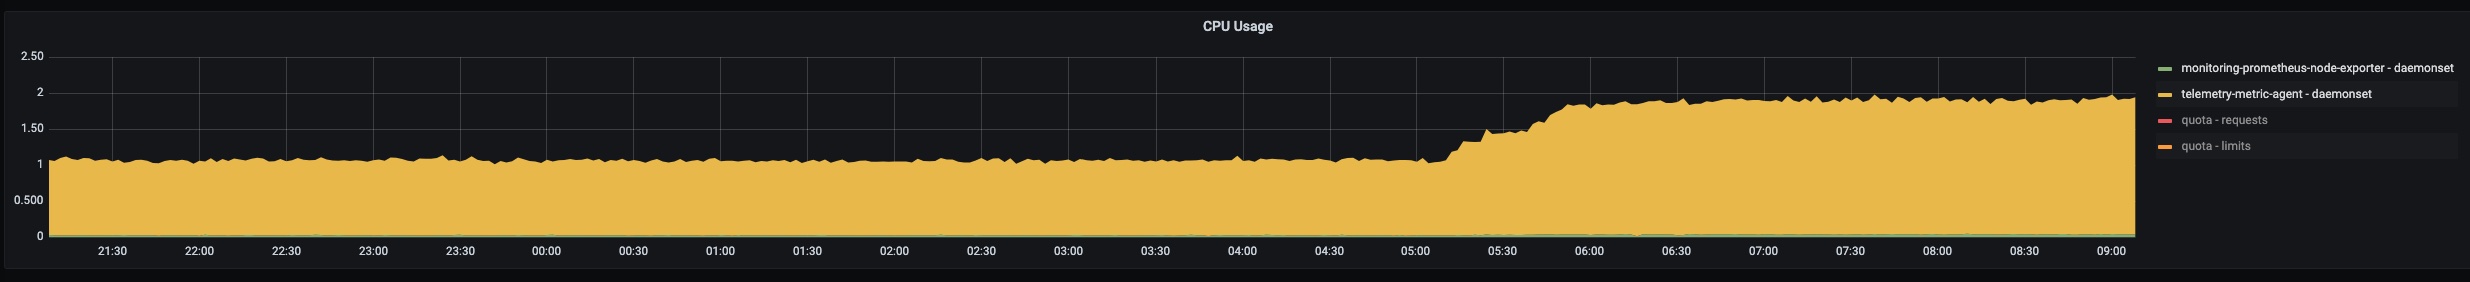 CPU Usage
2.50
2
1.50
1
0.500
0
21:30 22:00 22:30 23:00 23:30 00:00 00:30 01:00 01:30 02:00 02:30 03:00 03:30 04:00 04:30 05:00 05:30 06:00 06:30 07:00 07:30 08:00 08:30 09:00
monitoring-prometheus-node-exporter - daemonset
telemetry-metric-agent - daemonset
quota - requests
quota - limits